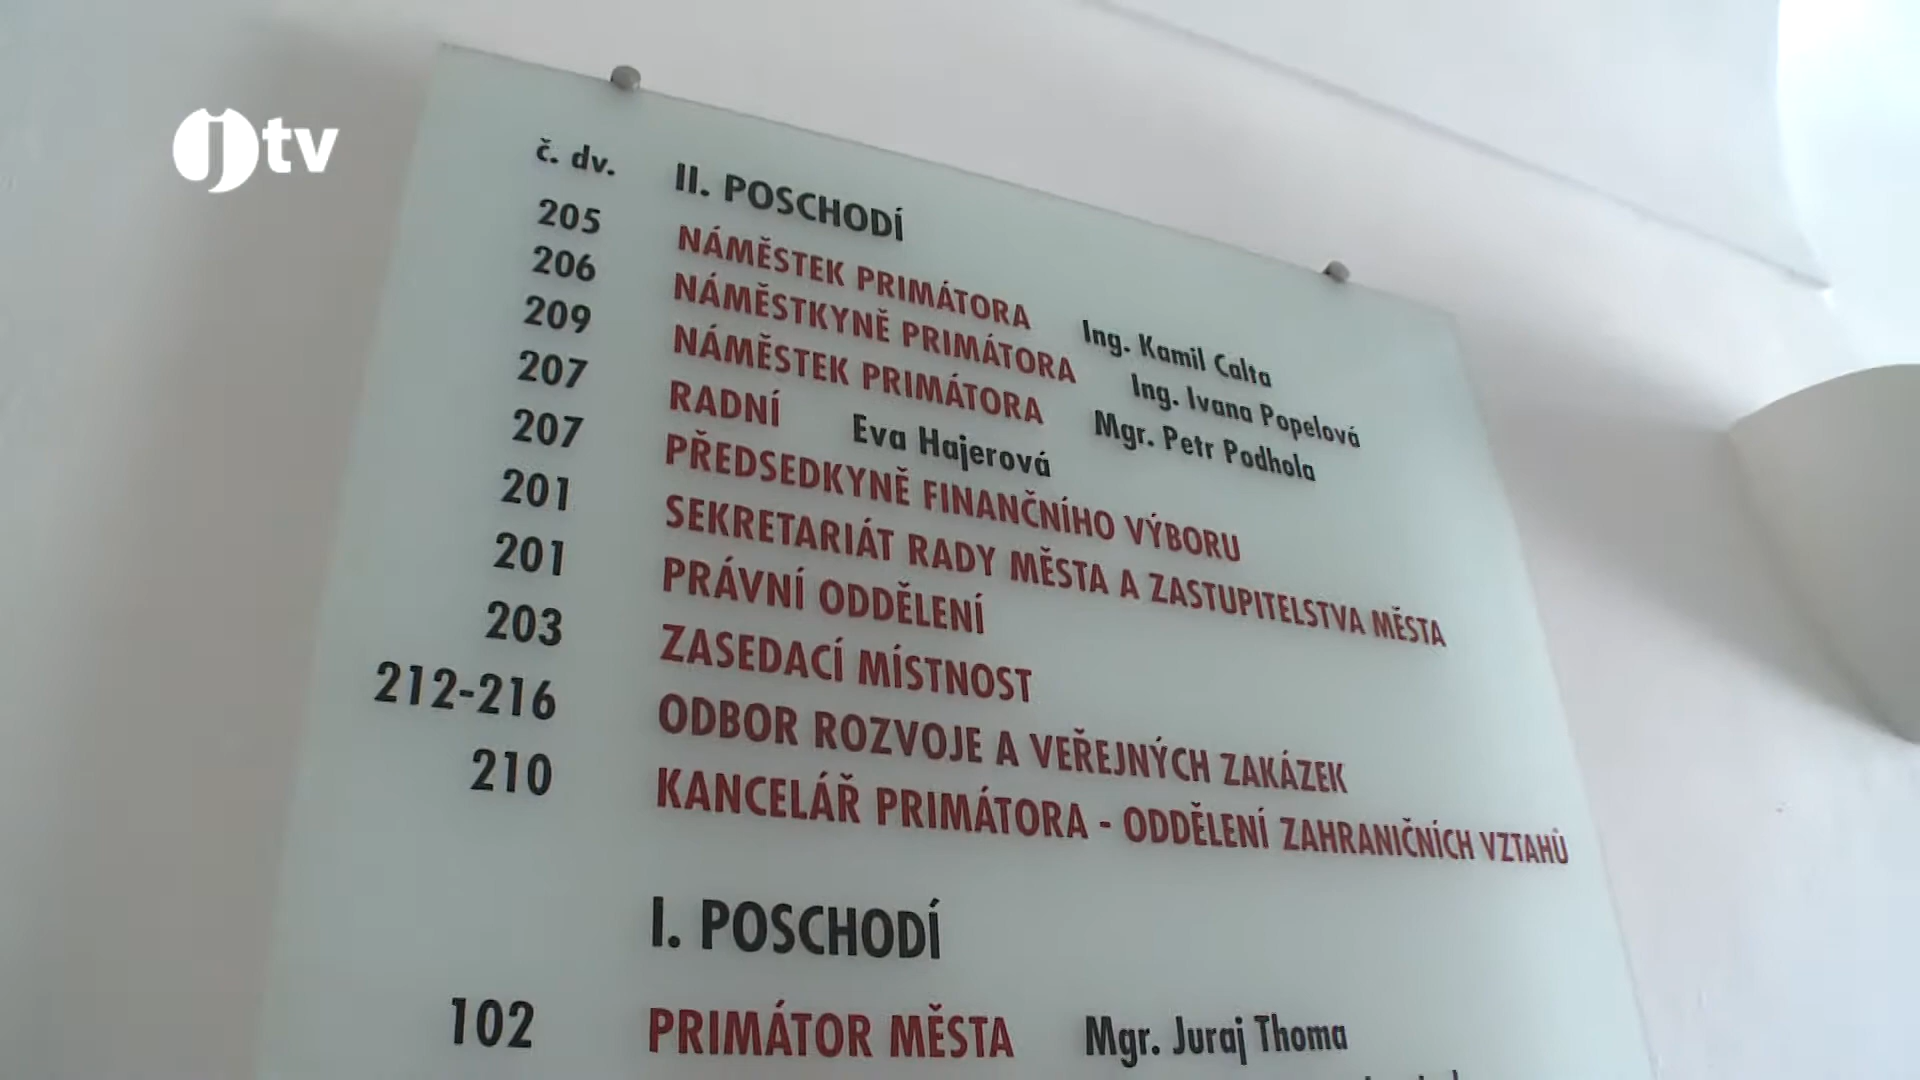 jtv
č. dv. II. POSCHODÍ
205 NÁMĚSTEK PRIMÁTORA Ing. Kamil Calta
206 NÁMĚSTKYNĚ PRIMÁTORA Ing. Ivana Popelová
209 NÁMĚSTEK PRIMÁTORA Mgr. Petr Podhola
207 RADNÍ Eva Hajerová
207 PŘEDSEDKYNĚ FINANČNÍHO VÝBORU
201 SEKRETARIÁT RADY MĚSTA A ZASTUPITELSTVA MĚSTA
201 PRÁVNÍ ODDĚLENÍ
203 ZASEDACÍ MÍSTNOST
212-216 ODBOR ROZVOJE A VEŘEJNÝCH ZAKÁZEK
210 KANCELÁŘ PRIMÁTORA - ODDĚLENÍ ZAHRANIČNÍCH VZTAHŮ
I. POSCHODÍ
102 PRIMÁTOR MĚSTA Mgr. Juraj Thoma